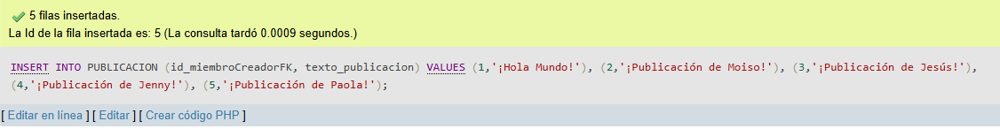 5 filas insertadas.
La Id de la fila insertada es: 5 (La consulta tardó 0.0009 segundos.)
INSERT INTO PUBLICACION (id_miembroCreadorFK, texto_publicacion) VALUES (1,'¡Hola Mundo!'), (2,'¡Publicación de Moiso!'), (3,'¡Publicación de Jesús!'),
(4,'¡Publicación de Jenny!'), (5,'¡Publicación de Paola!');
[ Editar en línea ] [ Editar ] [ Crear código PHP ]